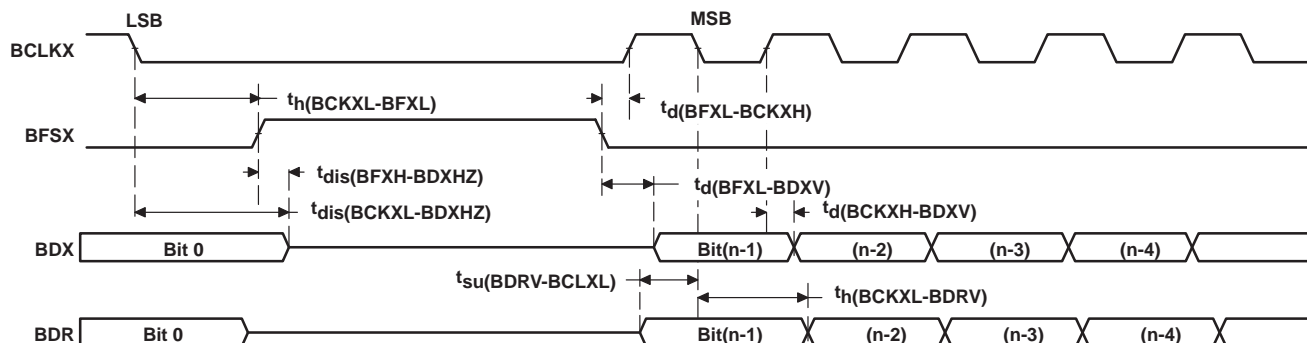 LSB MSB
BCLKX
th(BCKXL-BFXL)
td(BFXL-BCKXH)
BFSX
tdis(BFXH-BDXHZ)
td(BFXL-BDXV)
tdis(BCKXL-BDXHZ)
td(BCKXH-BDXV)
BDX Bit 0 Bit(n-1) (n-2) (n-3) (n-4)
tsu(BDRV-BCLXL)
th(BCKXL-BDRV)
BDR Bit 0 Bit(n-1) (n-2) (n-3) (n-4)